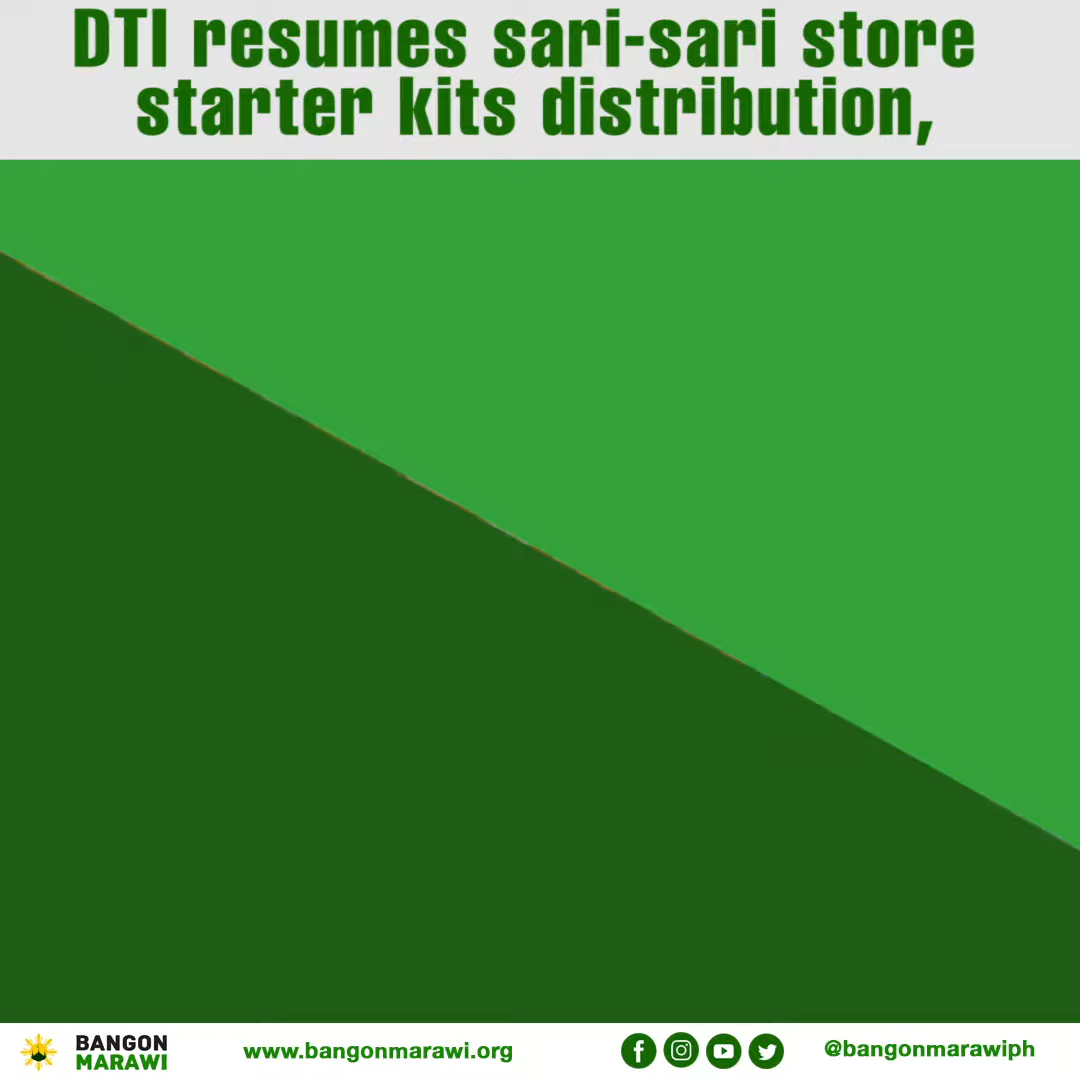 DTI resumes sari-sari store
starter kits distribution,
BANGON
MARAWI
www.bangonmarawi.org
@bangonmarawiph